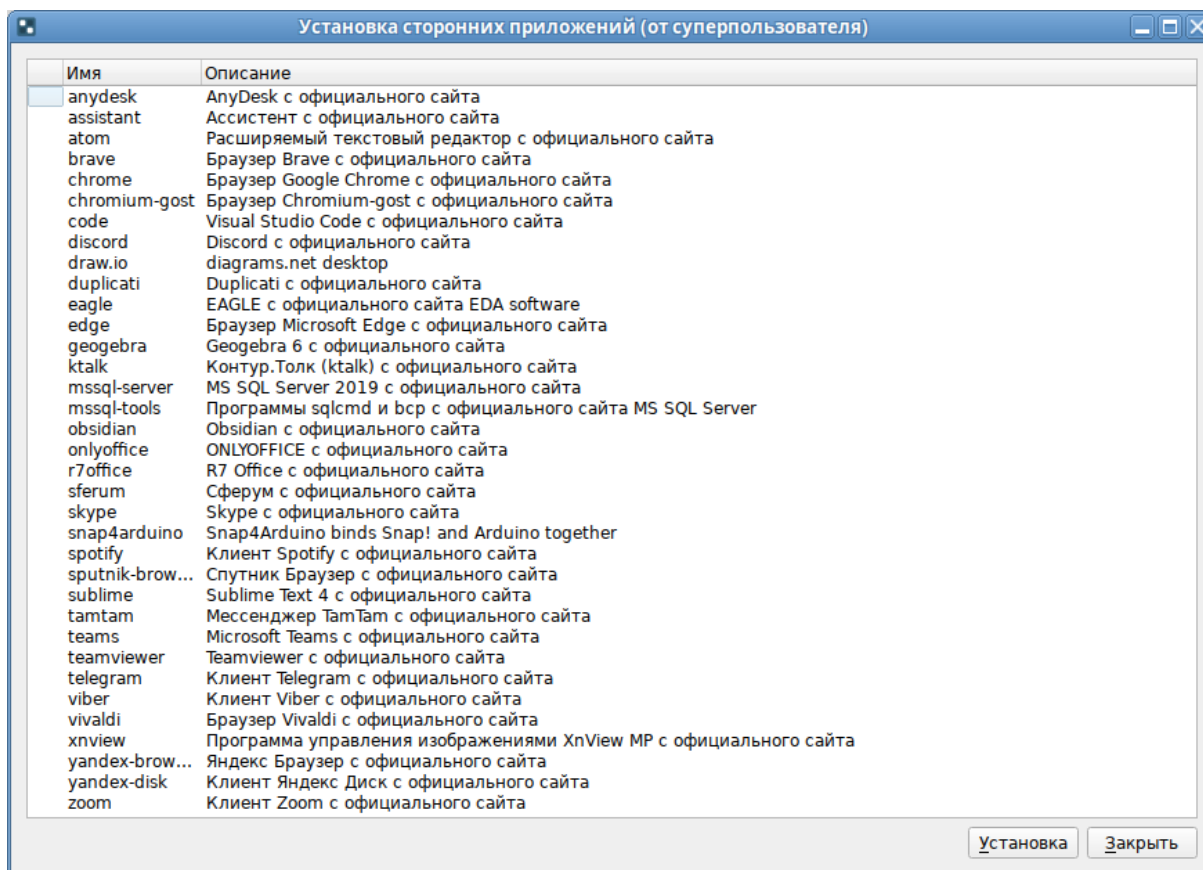 Установка сторонних приложений (от суперпользователя)
Имя Описание
anydesk AnyDesk с официального сайта
assistant Ассистент с официального сайта
atom Расширяемый текстовый редактор с официального сайта
brave Браузер Brave с официального сайта
chrome Браузер Google Chrome с официального сайта
chromium-gost Браузер Chromium-gost с официального сайта
code Visual Studio Code с официального сайта
discord Discord с официального сайта
draw.io diagrams.net desktop
duplicati Duplicati с официального сайта
eagle EAGLE с официального сайта EDA software
edge Браузер Microsoft Edge с официального сайта
geogebra Geogebra 6 с официального сайта
ktalk Контур.Толк (ktalk) с официального сайта
mssql-server MS SQL Server 2019 с официального сайта
mssql-tools Программы sqlcmd и bcp с официального сайта MS SQL Server
obsidian Obsidian с официального сайта
onlyoffice ONLYOFFICE с официального сайта
r7office R7 Office с официального сайта
sferum Сферум с официального сайта
skype Skype с официального сайта
snap4arduino Snap4Arduino binds Snap! and Arduino together
spotify Клиент Spotify с официального сайта
sputnik-brow... Спутник Браузер с официального сайта
sublime Sublime Text 4 с официального сайта
tamtam Мессенджер TamTam с официального сайта
teams Microsoft Teams с официального сайта
teamviewer Teamviewer с официального сайта
telegram Клиент Telegram с официального сайта
viber Клиент Viber с официального сайта
vivaldi Браузер Vivaldi с официального сайта
xnview Программа управления изображениями XnView MP с официального сайта
yandex-brow... Яндекс Браузер с официального сайта
yandex-disk Клиент Яндекс Диск с официального сайта
zoom Клиент Zoom с официального сайта
Установка Закрыть